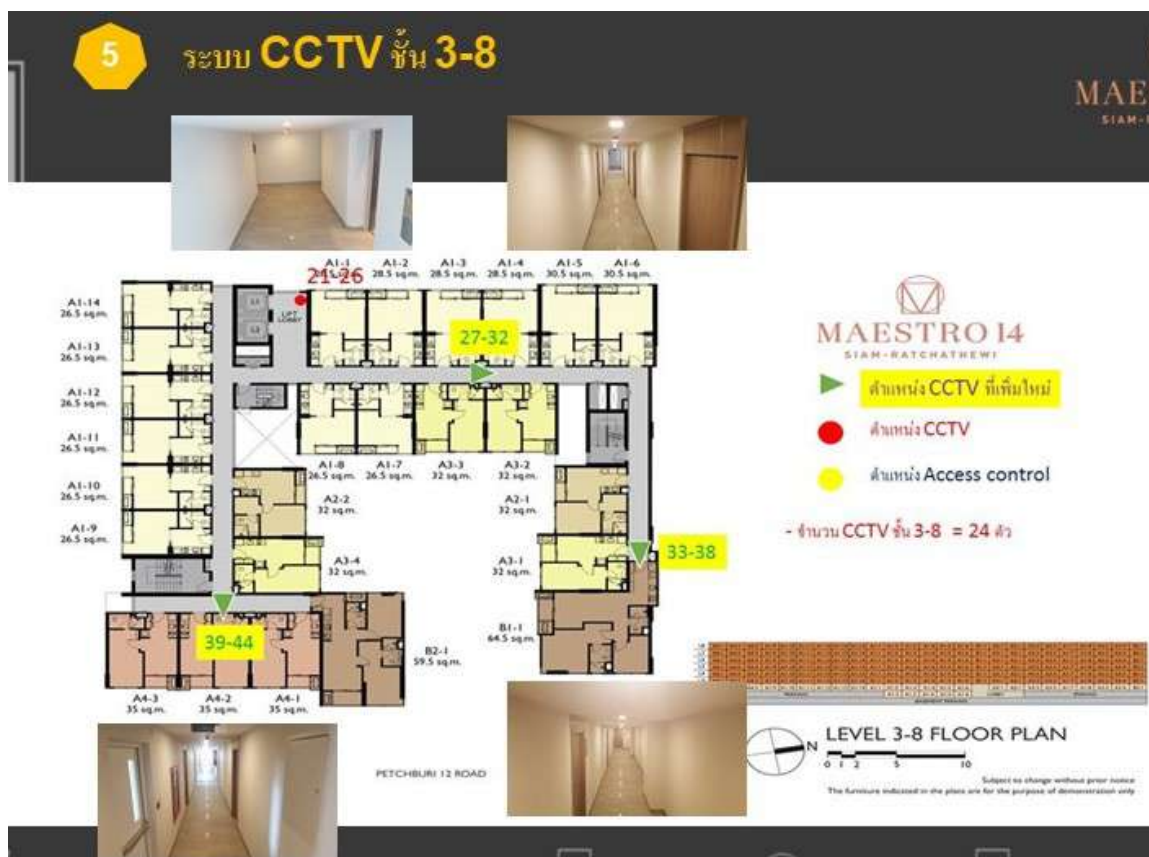 5
ระบบ CCTV ชั้น 3-8
MAE
SIAM-R
A1-1
28.5 sq.m.
A1-2
28.5 sq.m.
A1-3
28.5 sq.m.
A1-4
28.5 sq.m.
A1-5
30.5 sq.m.
A1-6
30.5 sq.m.
21-26
L1
L2
LIFT
LOBBY
27-32
A1-14
26.5 sq.m.
A1-13
26.5 sq.m.
A1-12
26.5 sq.m.
A1-11
26.5 sq.m.
A1-10
26.5 sq.m.
A1-9
26.5 sq.m.
A1-8
26.5 sq.m.
A1-7
26.5 sq.m.
A3-3
32 sq.m.
A3-2
32 sq.m.
A2-2
32 sq.m.
A2-1
32 sq.m.
A3-4
32 sq.m.
A3-1
32 sq.m.
33-38
B1-1
64.5 sq.m.
39-44
B2-1
59.5 sq.m.
A4-3
35 sq.m.
A4-2
35 sq.m.
A4-1
35 sq.m.
PETCHBURI 12 ROAD
MAESTRO 14
SIAM-RATCHATHEWI
ตำแหน่ง CCTV ที่เพิ่มใหม่
ตำแหน่ง CCTV
ตำแหน่ง Access control
- จำนวน CCTV ชั้น 3-8 = 24 ตัว
N
LEVEL 3-8 FLOOR PLAN
0 1 2 5 10
Subject to change without prior notice
The furniture indicated in the plans are for the purpose of demonstration only